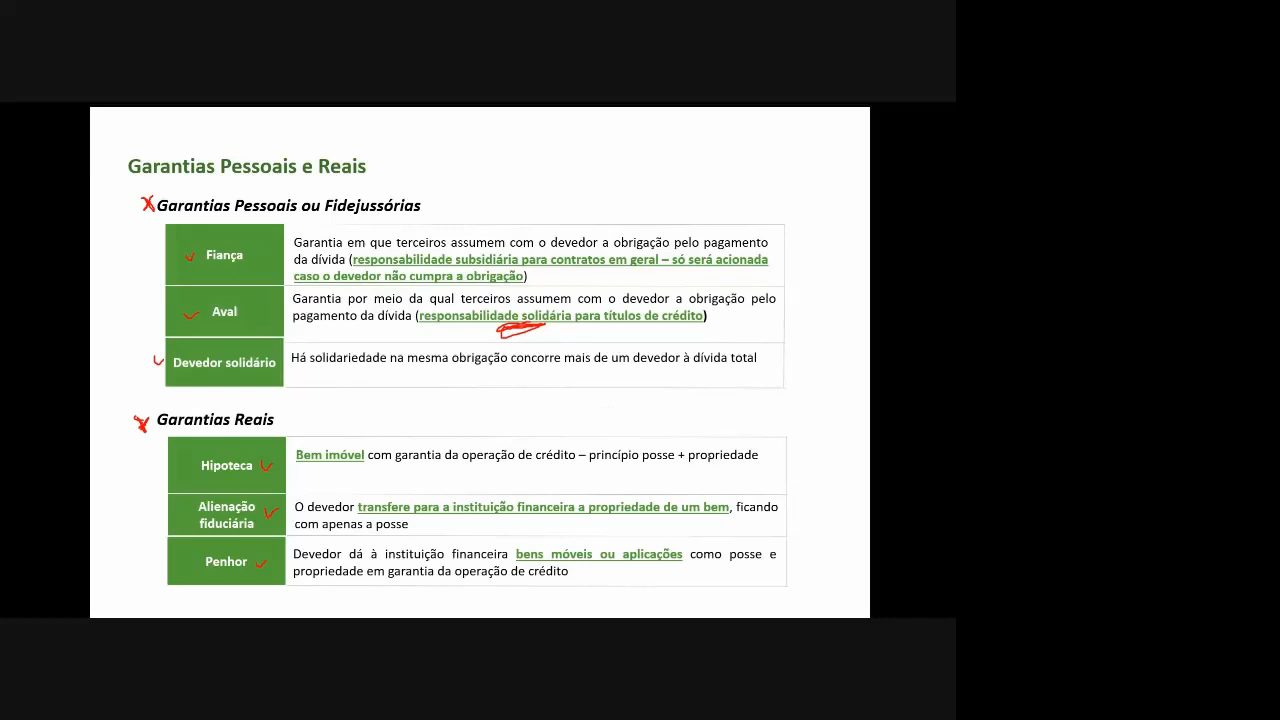 Garantias Pessoais e Reais
Garantias Pessoais ou Fidejussórias
Fiança
Garantia em que terceiros assumem com o devedor a obrigação pelo pagamento
da dívida (responsabilidade subsidiária para contratos em geral – só será acionada
caso o devedor não cumpra a obrigação)
Aval
Garantia por meio da qual terceiros assumem com o devedor a obrigação pelo
pagamento da dívida (responsabilidade solidária para títulos de crédito)
Devedor solidário
Há solidariedade na mesma obrigação concorre mais de um devedor à dívida total
Garantias Reais
Hipoteca
Bem imóvel com garantia da operação de crédito – princípio posse + propriedade
Alienação
fiduciária
O devedor transfere para a instituição financeira a propriedade de um bem, ficando
com apenas a posse
Penhor
Devedor dá à instituição financeira bens móveis ou aplicações como posse e
propriedade em garantia da operação de crédito